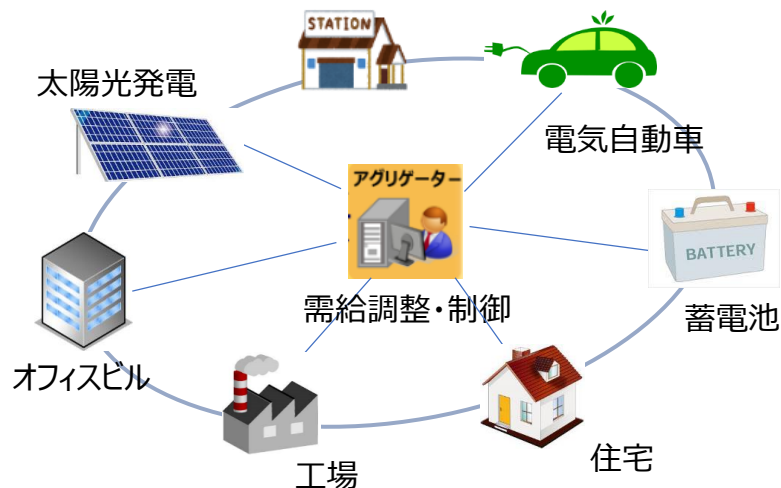 STATION
太陽光発電
電気自動車
アグリゲーター
BATTERY
需給調整・制御
蓄電池
オフィスビル
住宅
工場